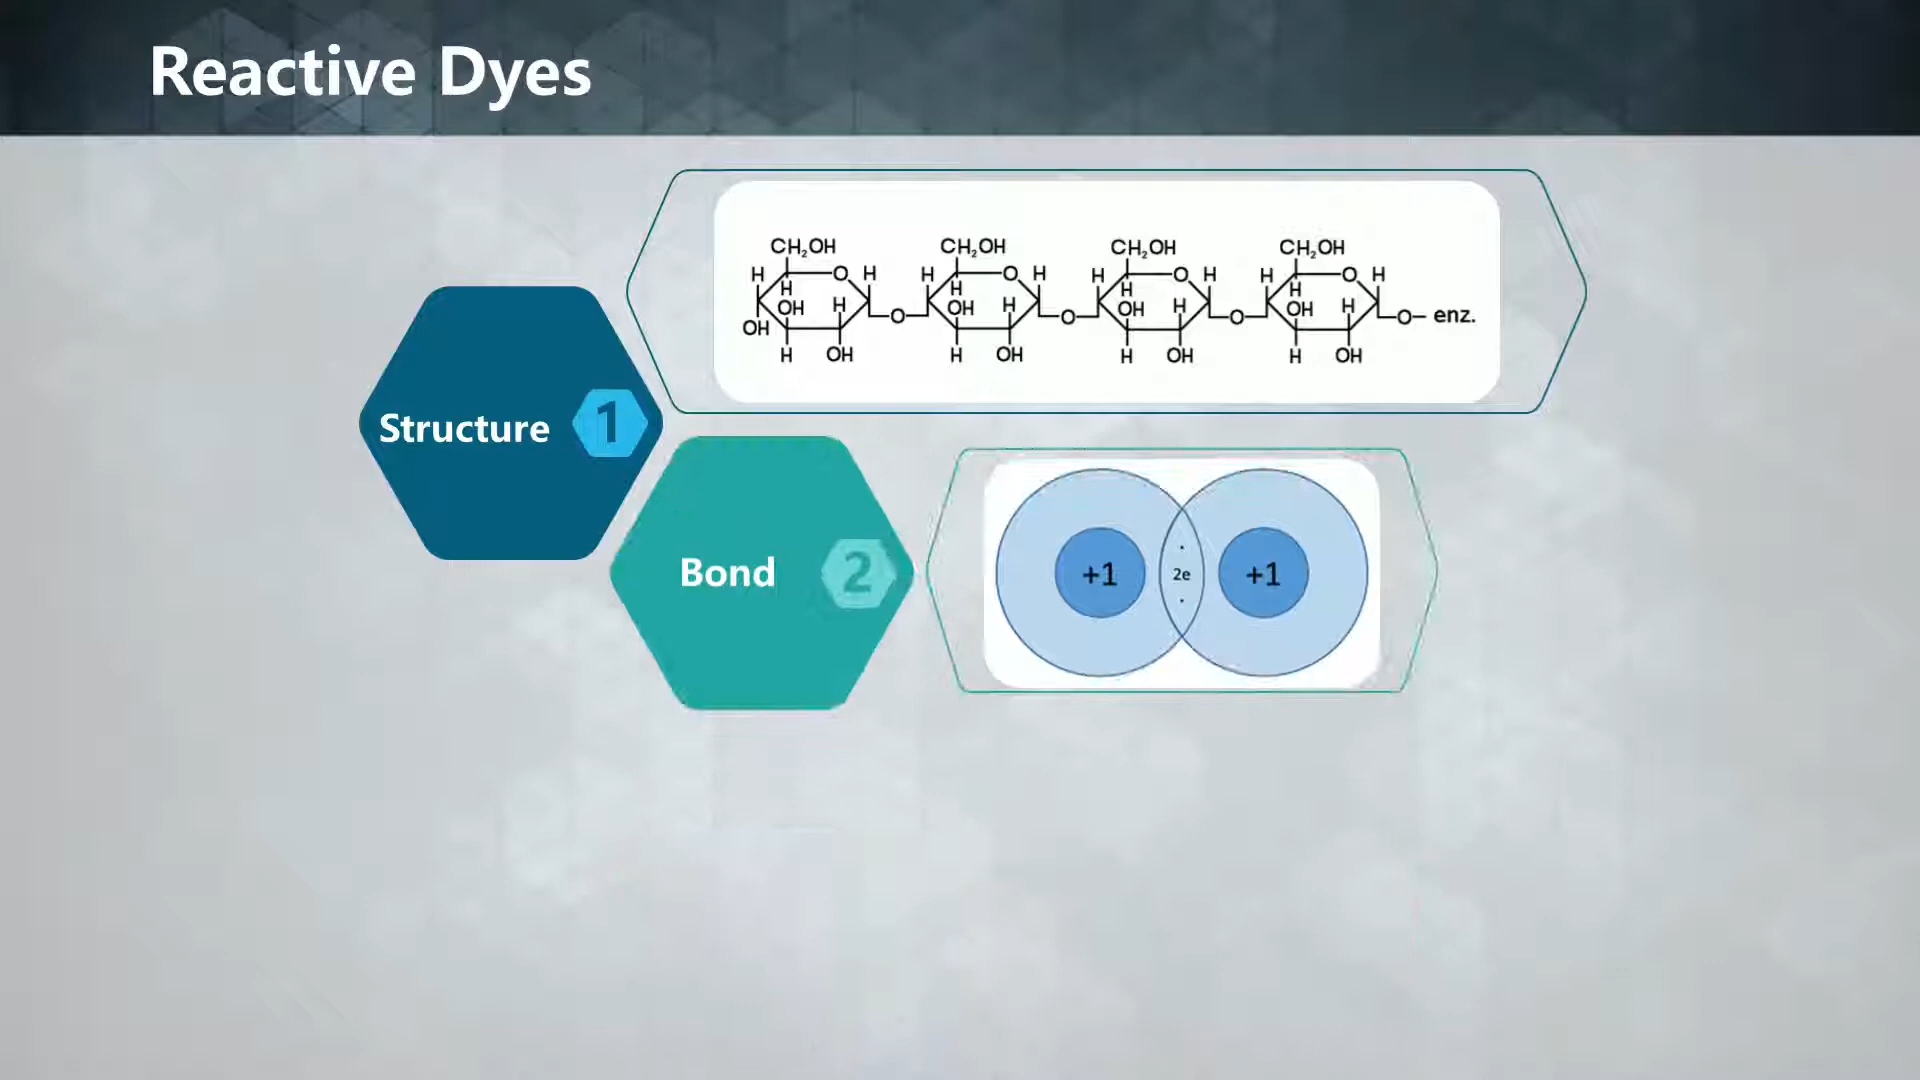 Reactive Dyes
CH₂OH CH₂OH CH₂OH CH₂OH
H O H H O H H O H H O H
H H H H
OH H OH H OH H OH H
OH O O O O enz.
H OH H OH H OH H OH
Structure 1
Bond 2
+1 2e +1